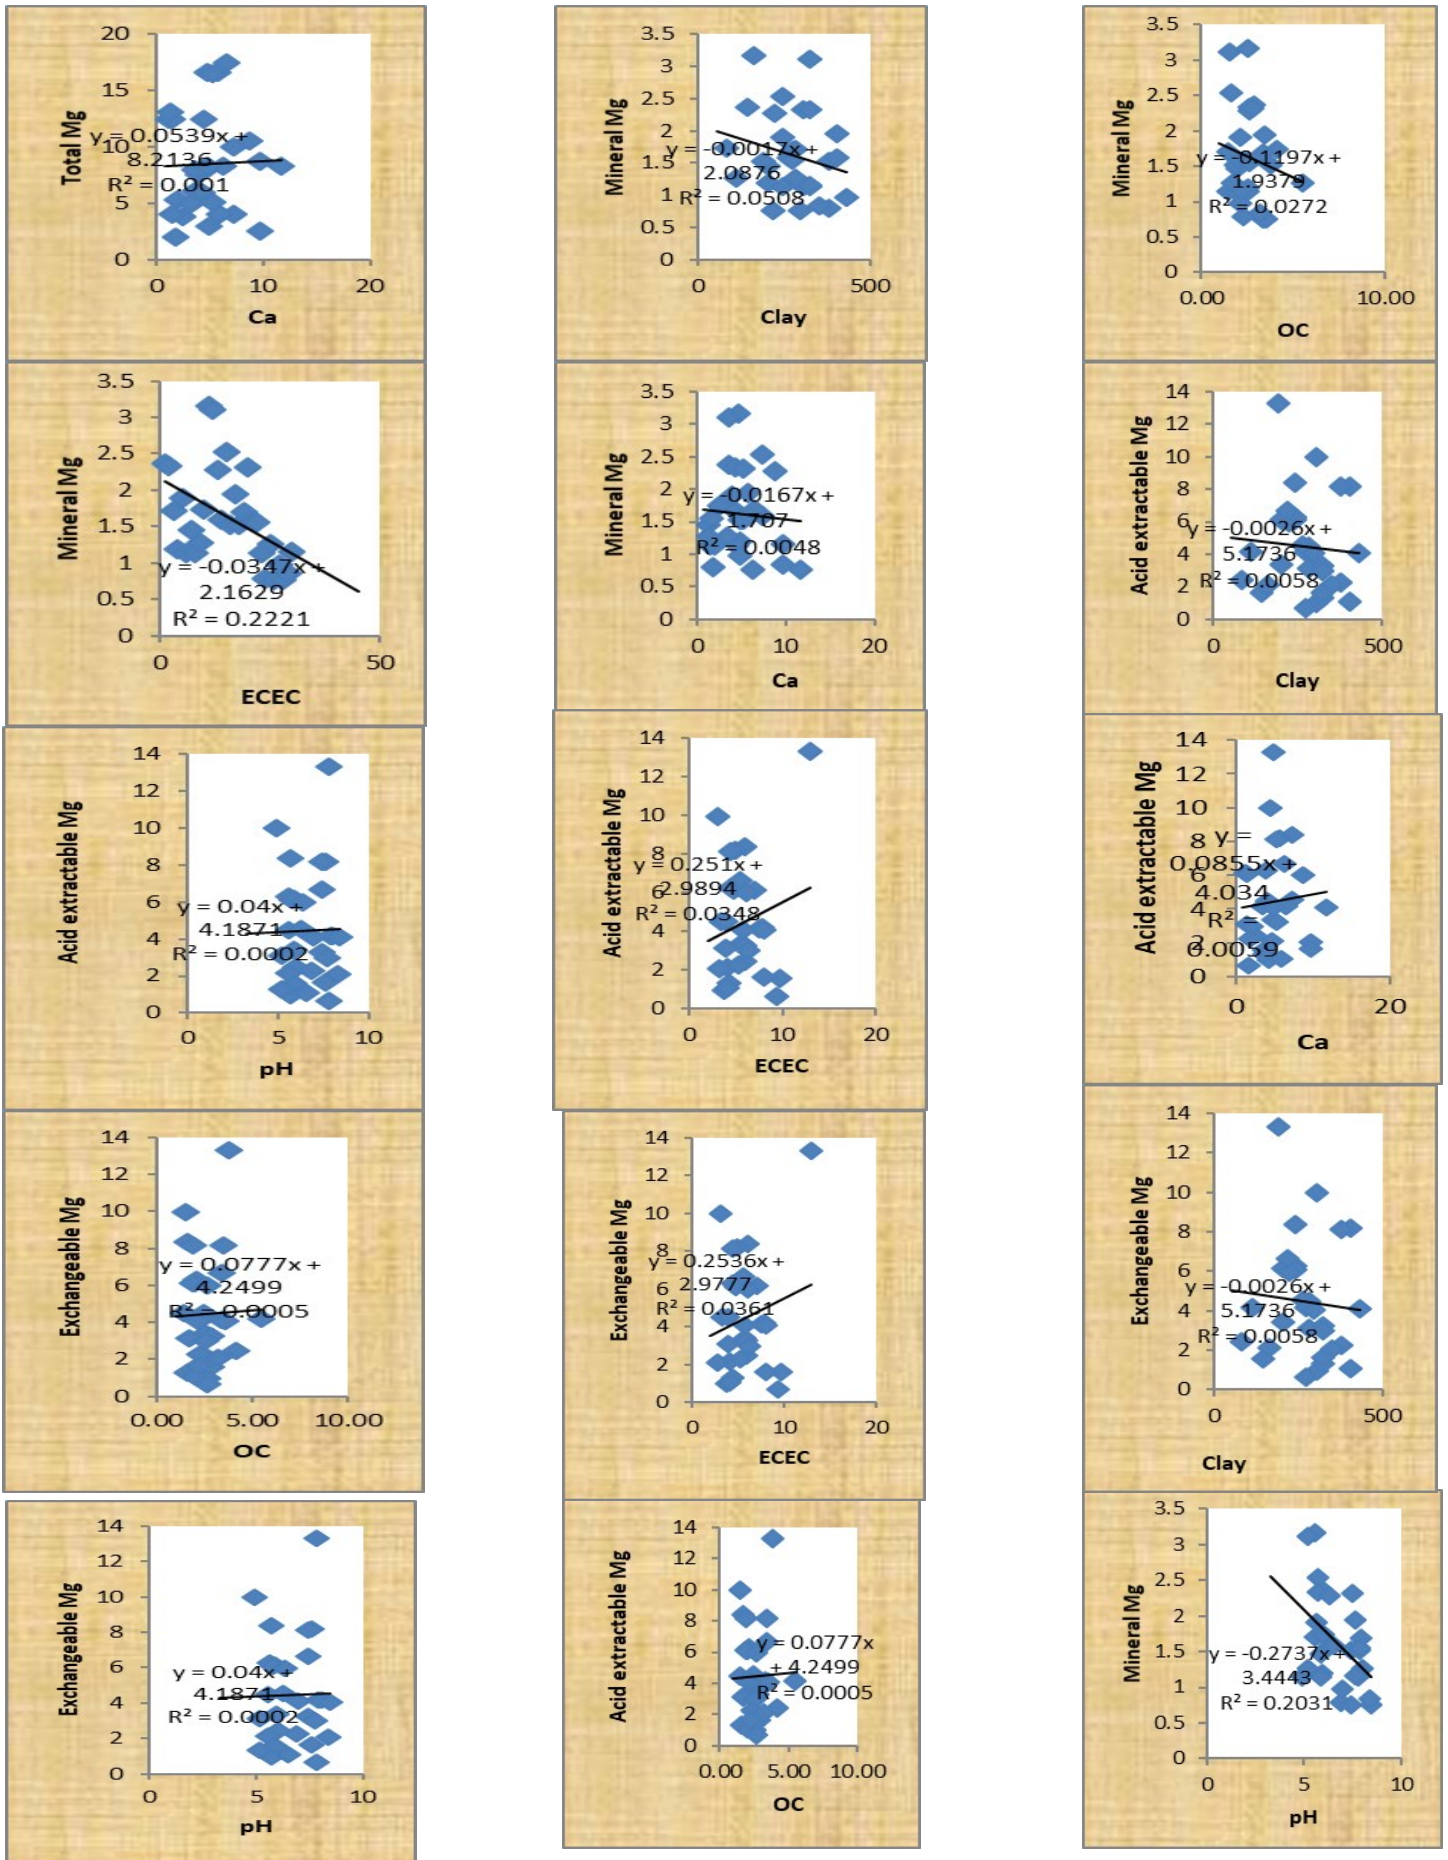 20
15
10
5
0
Total Mg
y = 0.0539x +
8.2136
R² = 0.001
0
10
20
Ca
3.5
3
2.5
2
1.5
1
0.5
0
Mineral Mg
y = -0.0017x +
2.0876
R² = 0.0508
0
500
Clay
3.5
3
2.5
2
1.5
1
0.5
0
Mineral Mg
y = -0.1197x +
1.9379
R² = 0.0272
0.00
10.00
OC
3.5
3
2.5
2
1.5
1
0.5
0
Mineral Mg
y = -0.0347x +
2.1629
R² = 0.2221
0
50
ECEC
3.5
3
2.5
2
1.5
1
0.5
0
Mineral Mg
y = -0.0167x +
1.707
R² = 0.0048
0
10
20
Ca
14
12
10
8
6
4
2
0
Acid extractable Mg
y = -0.0026x +
5.1736
R² = 0.0058
0
500
Clay
14
12
10
8
6
4
2
0
Acid extractable Mg
y = 0.04x +
4.1871
R² = 0.0002
0
5
10
pH
14
12
10
8
6
4
2
0
Acid extractable Mg
y = 0.251x +
2.9894
R² = 0.0348
0
10
20
ECEC
14
12
10
8
6
4
2
0
Acid extractable Mg
y =
0.0855x +
4.034
R² =
0.0059
0
20
Ca
14
12
10
8
6
4
2
0
Exchangeable Mg
y = 0.0777x +
4.2499
R² = 0.0005
0.00
5.00
10.00
OC
14
12
10
8
6
4
2
0
Exchangeable Mg
y = 0.2536x +
2.9777
R² = 0.0361
0
10
20
ECEC
14
12
10
8
6
4
2
0
Exchangeable Mg
y = -0.0026x +
5.1736
R² = 0.0058
0
500
Clay
14
12
10
8
6
4
2
0
Exchangeable Mg
y = 0.04x +
4.1871
R² = 0.0002
0
5
10
pH
14
12
10
8
6
4
2
0
Acid extractable Mg
y = 0.0777x
+ 4.2499
R² = 0.0005
0.00
5.00
10.00
OC
3.5
3
2.5
2
1.5
1
0.5
0
Mineral Mg
y = -0.2737x +
3.4443
R² = 0.2031
0
5
10
pH